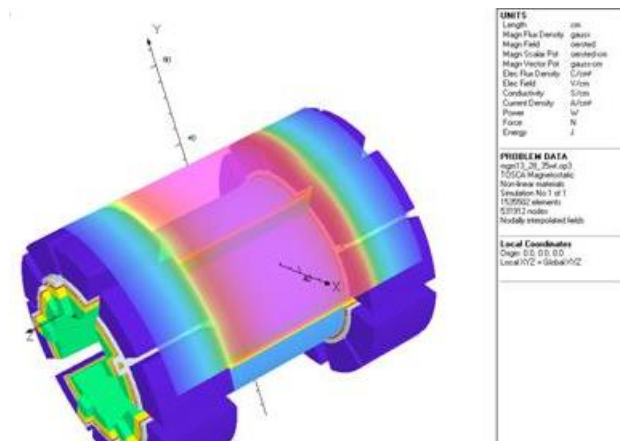 Y
60
40
X
Z
UNITS
Length cm
Magn Flux Density gauss
Magn Field oersted
Magn Scalar Pot oersted-cm
Magn Vector Pot gauss-cm
Elec Flux Density C/cm²
Elec Field V/cm
Conductivity S/cm
Current Density A/cm²
Power W
Force N
Energy J
PROBLEM DATA
TOSCA Magnetostatic
Non-linear materials
Simulation No 1 of 1
1535502 elements
531912 nodes
Nodally interpolated fields
Local Coordinates
Origin: 0.0, 0.0, 0.0
Local XYZ = Global XYZ